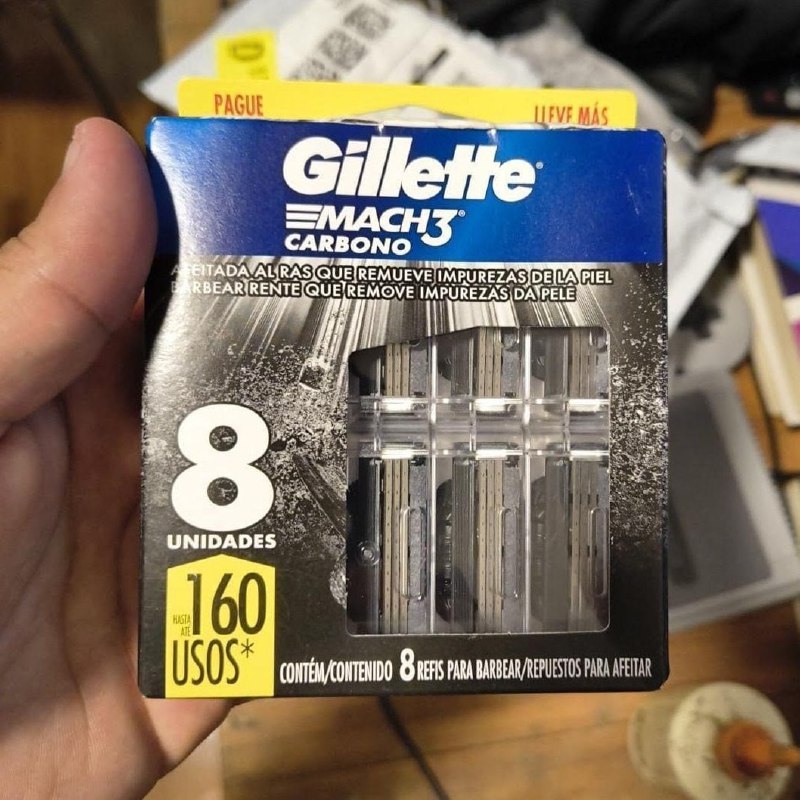 PAGUE
LLEVE MÁS
Gillette
MACH3
CARBONO
AFEITADA AL RAS QUE REMUEVE IMPUREZAS DE LA PIEL
BARBEAR RENTE QUE REMOVE IMPUREZAS DA PELE
8
UNIDADES
HASTA
ATÉ
160
USOS*
CONTÉM/CONTENIDO 8 REFIS PARA BARBEAR/REPUESTOS PARA AFEITAR